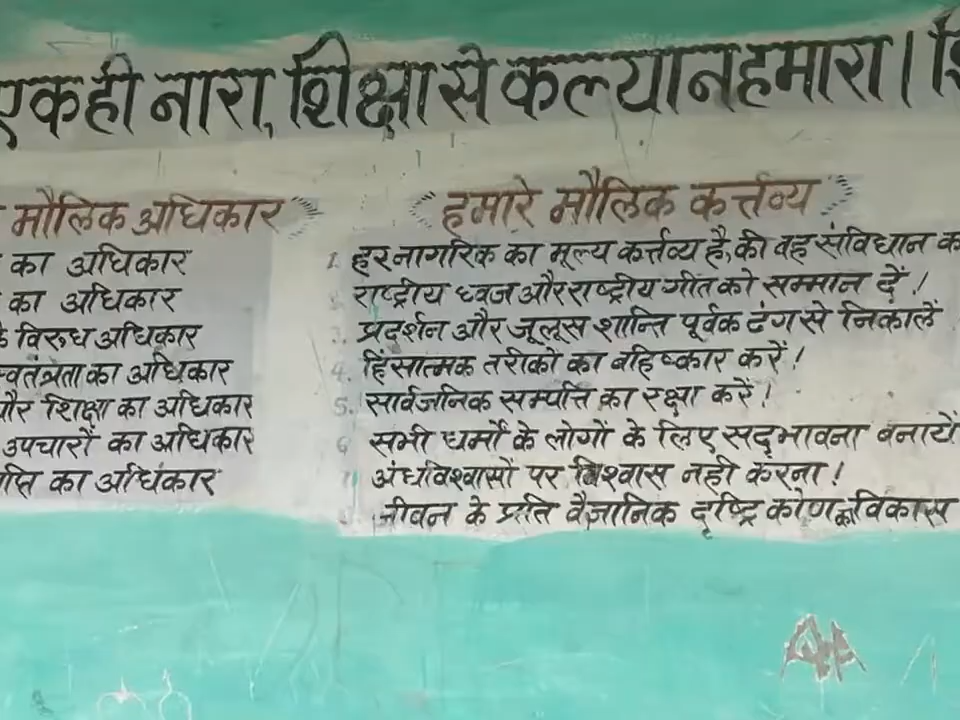 एक ही नारा, शिक्षा से कल्यान हमारा।
मौलिक अधिकार
का अधिकार
का अधिकार
के विरुध अधिकार
स्वतंत्रता का अधिकार
और शिक्षा का अधिकार
उपचारों का अधिकार
का अधिकार
हमारे मौलिक कर्त्तव्य
1. हर नागरिक का मूल्य कर्त्तव्य है, की वह संविधान क
राष्ट्रीय ध्वज और राष्ट्रीय गीत को सम्मान दें!
3. प्रदर्शन और जूलूस शान्ति पूर्वक ढंग से निकालें
4. हिंसात्मक तरीको का बहिष्कार करें!
5. सार्वजनिक सम्पत्ति का रक्षा करें!
6 सभी धर्मों के लोगों के लिए सद्भावना बनायें
7 अंधविश्वासों पर विश्वास नही करना!
जीवन के प्रति वैज्ञानिक दृष्ट्रि कोण का विकास